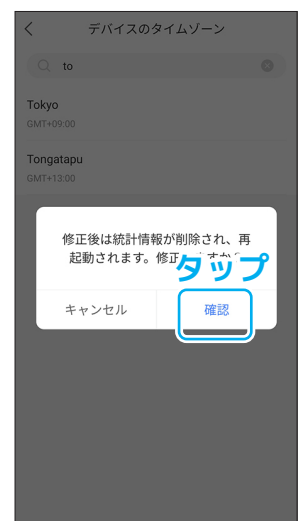 デバイスのタイムゾーン
to
Tokyo
GMT+09:00
Tongatapu
GMT+13:00
修正後は統計情報が削除され、再
起動されます。修正
タップ
キャンセル
確認